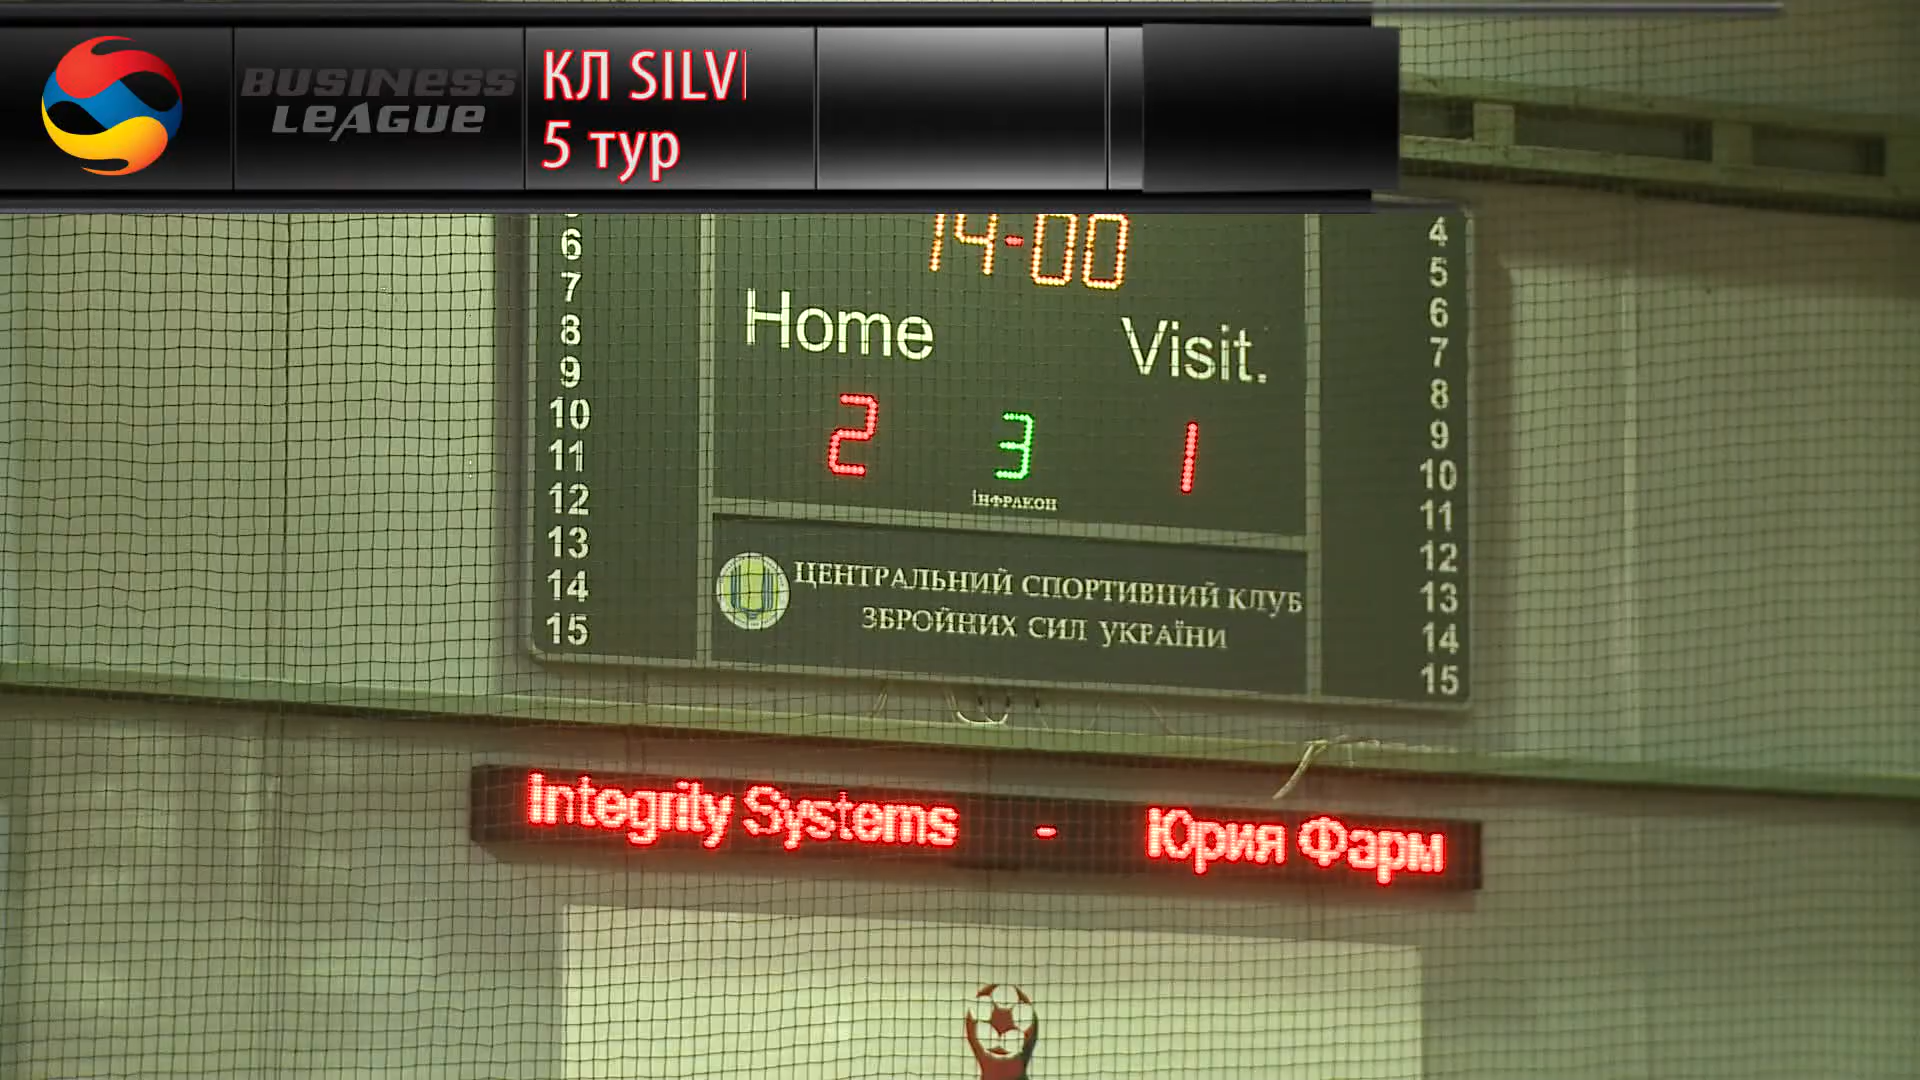 BUSINESS
LEAGUE
КЛ SILV
5 тур
14-00
Home
Visit.
2
3
1
інфракон
ЦЕНТРАЛЬНИЙ СПОРТИВНИЙ КЛУБ
ЗБРОЙНИХ СИЛ УКРАЇНИ
6
7
8
9
10
11
12
13
14
15
4
5
6
7
8
9
10
11
12
13
14
15
Integrity Systems - Юрия Фарм